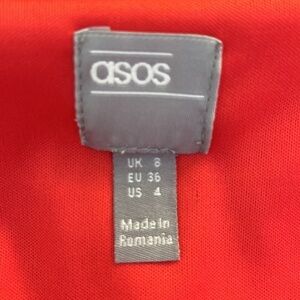 asos
UK 8
EU 36
US 4
Made in
Romania